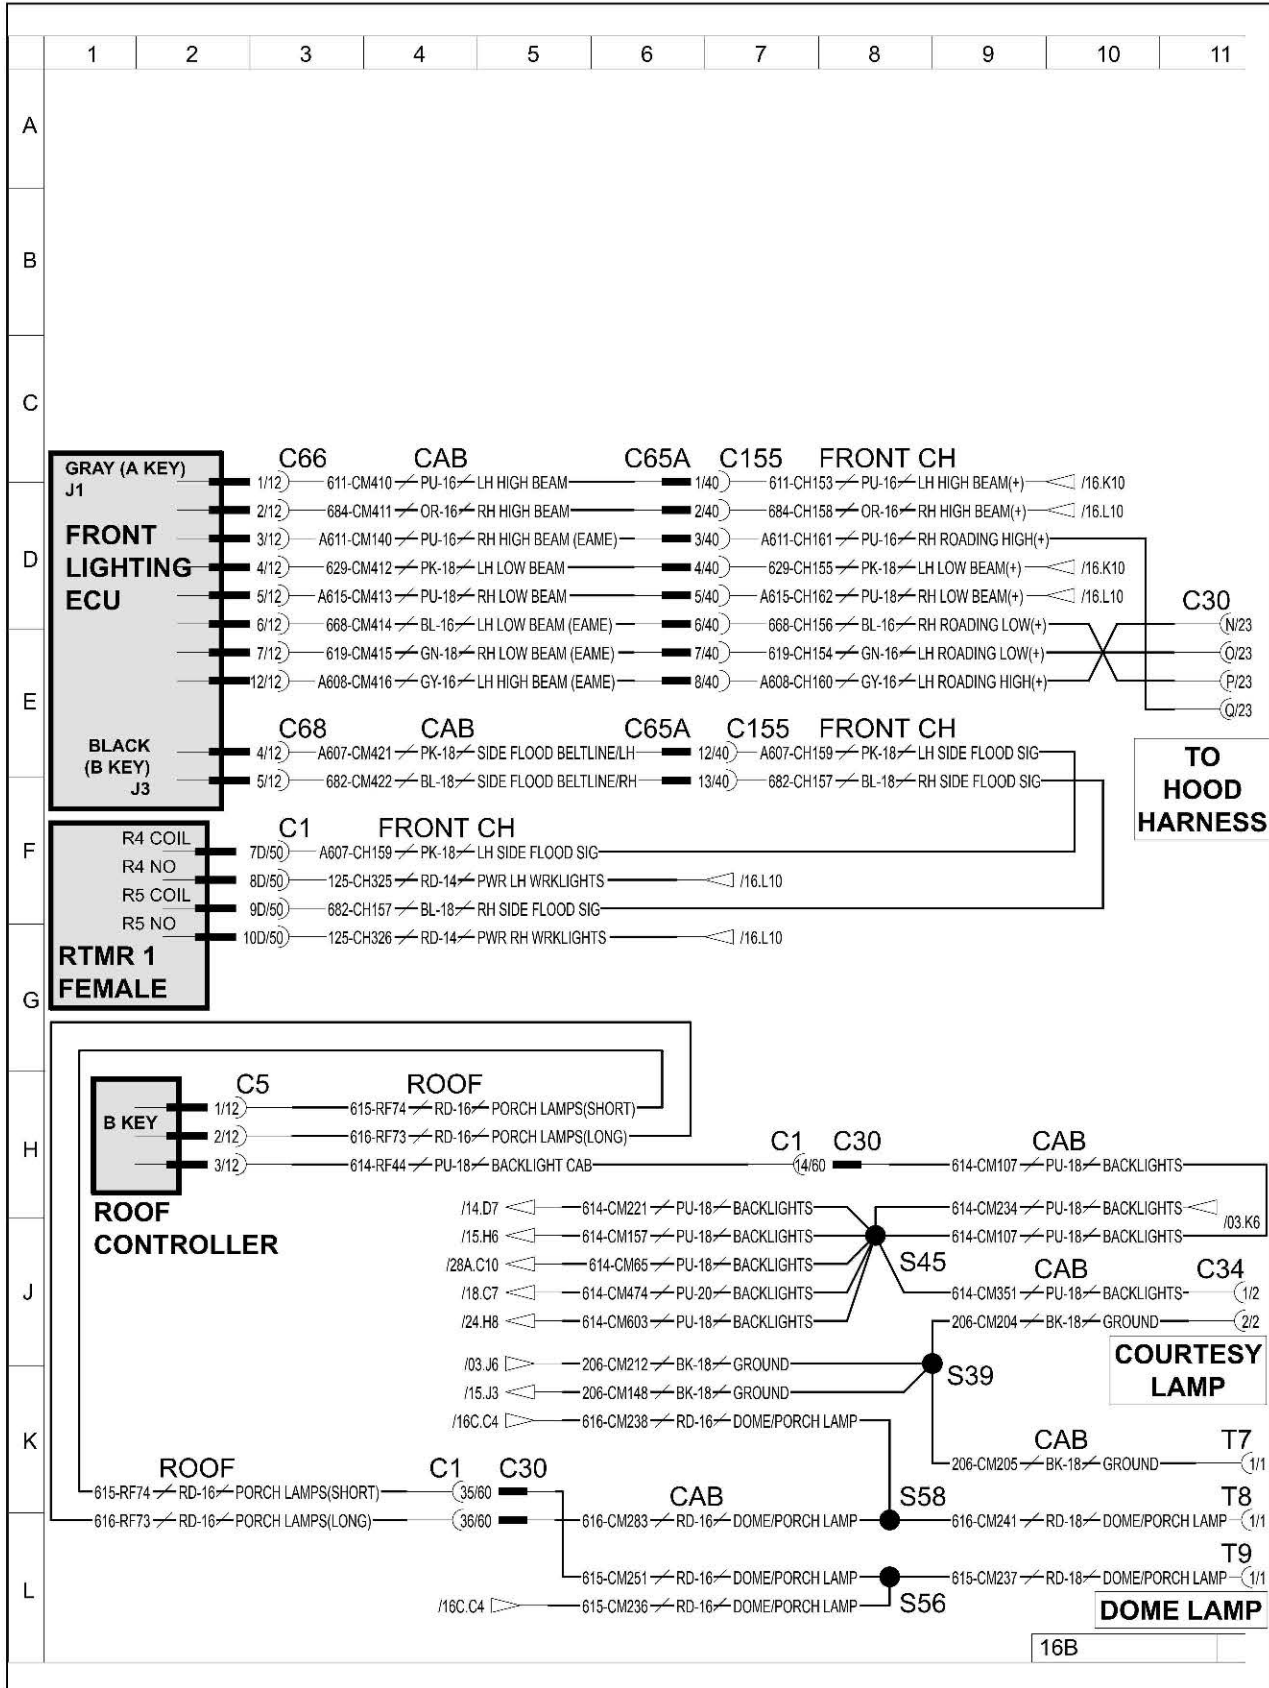 1 2 3 4 5 6 7 8 9 10 11
A
B
C
GRAY (A KEY) C66 CAB C65A C155 FRONT CH
J1 1/12 611-CM410 PU-16 LH HIGH BEAM 1/40 611-CH153 PU-16 LH HIGH BEAM(+) /16.K10
2/12 684-CM411 OR-16 RH HIGH BEAM 2/40 684-CH158 OR-16 RH HIGH BEAM(+) /16.L10
D FRONT 3/12 A611-CM140 PU-16 RH HIGH BEAM (EAME) 3/40 A611-CH161 PU-16 RH ROADING HIGH(+)
LIGHTING 4/12 629-CM412 PK-18 LH LOW BEAM 4/40 629-CH155 PK-18 LH LOW BEAM(+) /16.K10
ECU 5/12 A615-CM413 PU-18 RH LOW BEAM 5/40 A615-CH162 PU-18 RH LOW BEAM(+) /16.L10 C30
6/12 668-CM414 BL-16 LH LOW BEAM (EAME) 6/40 668-CH156 BL-16 RH ROADING LOW(+) N/23
7/12 619-CM415 GN-18 RH LOW BEAM (EAME) 7/40 619-CH154 GN-16 LH ROADING LOW(+) O/23
12/12 A608-CM416 GY-16 LH HIGH BEAM (EAME) 8/40 A608-CH160 GY-16 LH ROADING HIGH(+) P/23
E Q/23
C68 CAB C65A C155 FRONT CH
BLACK 4/12 A607-CM421 PK-18 SIDE FLOOD BELTLINE/LH 12/40 A607-CH159 PK-18 LH SIDE FLOOD SIG TO
(B KEY) 5/12 682-CM422 BL-18 SIDE FLOOD BELTLINE/RH 13/40 682-CH157 BL-18 RH SIDE FLOOD SIG HOOD
J3 HARNESS
C1 FRONT CH
F R4 COIL 7D/50 A607-CH159 PK-18 LH SIDE FLOOD SIG
R4 NO 8D/50 125-CH325 RD-14 PWR LH WRKLIGHTS /16.L10
R5 COIL 9D/50 682-CH157 BL-18 RH SIDE FLOOD SIG
R5 NO 10D/50 125-CH326 RD-14 PWR RH WRKLIGHTS /16.L10
RTMR 1
FEMALE
G
C5 ROOF
B KEY 1/12 615-RF74 RD-16 PORCH LAMPS(SHORT)
H 2/12 616-RF73 RD-16 PORCH LAMPS(LONG) C1 C30 CAB
3/12 614-RF44 PU-18 BACKLIGHT CAB 14/60 614-CM107 PU-18 BACKLIGHTS
ROOF /14.D7 614-CM221 PU-18 BACKLIGHTS 614-CM234 PU-18 BACKLIGHTS /03.K6
CONTROLLER /15.H6 614-CM157 PU-18 BACKLIGHTS 614-CM107 PU-18 BACKLIGHTS
/28A.C10 614-CM65 PU-18 BACKLIGHTS S45 CAB C34
J /18.C7 614-CM474 PU-20 BACKLIGHTS 614-CM351 PU-18 BACKLIGHTS 1/2
/24.H8 614-CM603 PU-18 BACKLIGHTS 206-CM204 BK-18 GROUND 2/2
/03.J6 206-CM212 BK-18 GROUND S39 COURTESY
/15.J3 206-CM148 BK-18 GROUND LAMP
/16C.C4 616-CM238 RD-16 DOME/PORCH LAMP
K CAB T7
206-CM205 BK-18 GROUND 1/1
ROOF C1 C30
615-RF74 RD-16 PORCH LAMPS(SHORT) 35/60 CAB S58 T8
616-RF73 RD-16 PORCH LAMPS(LONG) 36/60 616-CM283 RD-16 DOME/PORCH LAMP 616-CM241 RD-18 DOME/PORCH LAMP 1/1
T9
L 615-CM251 RD-16 DOME/PORCH LAMP 615-CM237 RD-18 DOME/PORCH LAMP 1/1
/16C.C4 615-CM236 RD-16 DOME/PORCH LAMP S56 DOME LAMP
16B